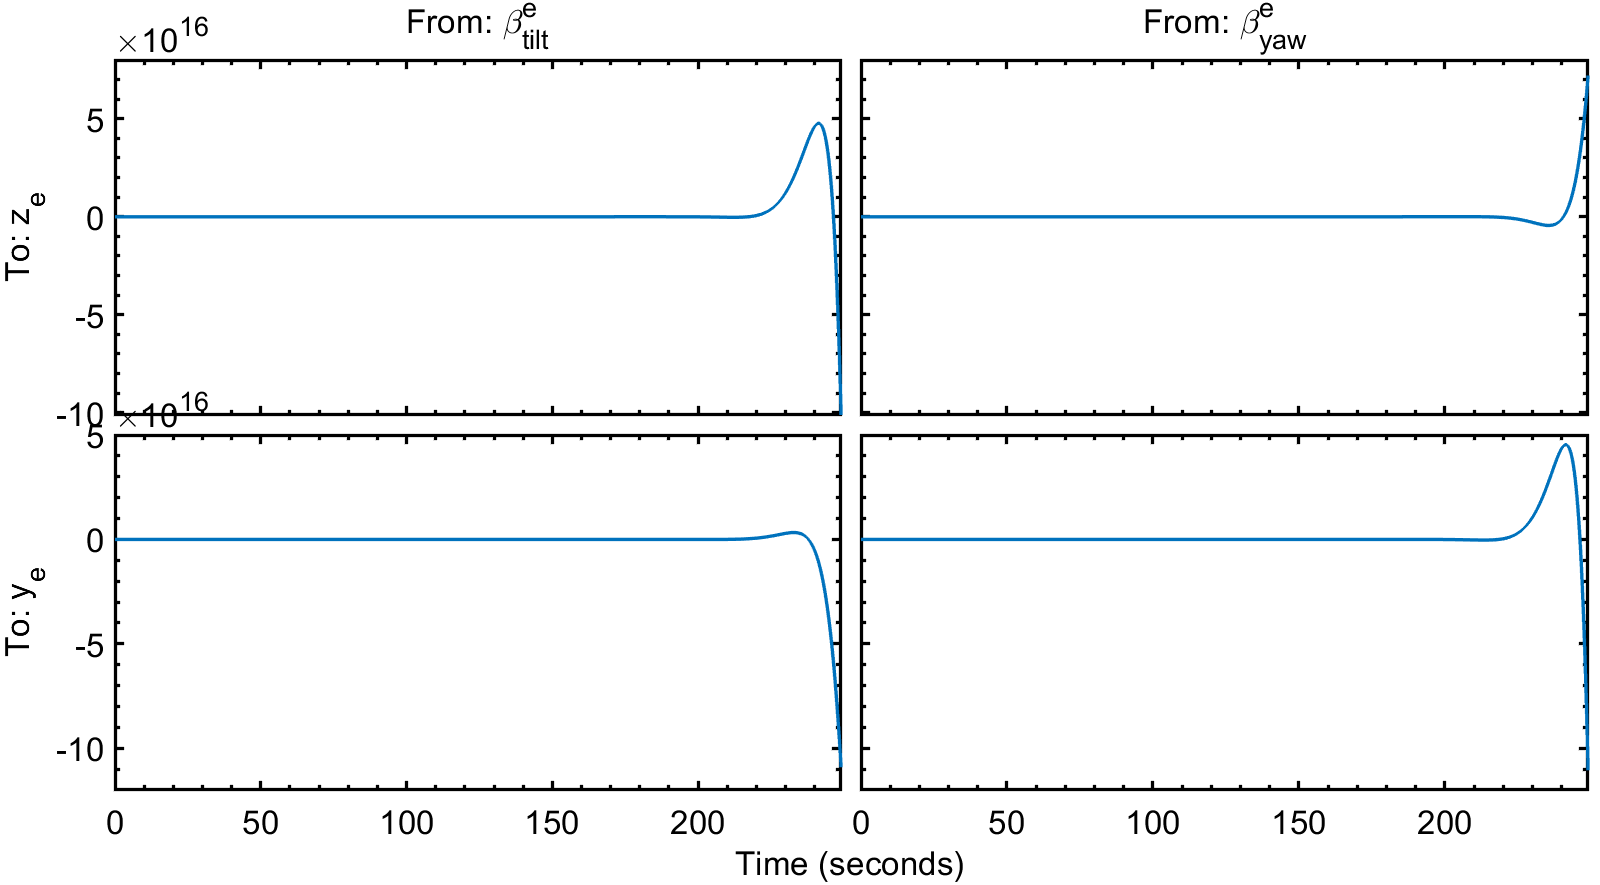 From: β^e_tilt
From: β^e_yaw
×10^16
To: z_e
5
0
-5
-10
×10^16
To: y_e
5
0
-5
-10
0 50 100 150 200
0 50 100 150 200
Time (seconds)